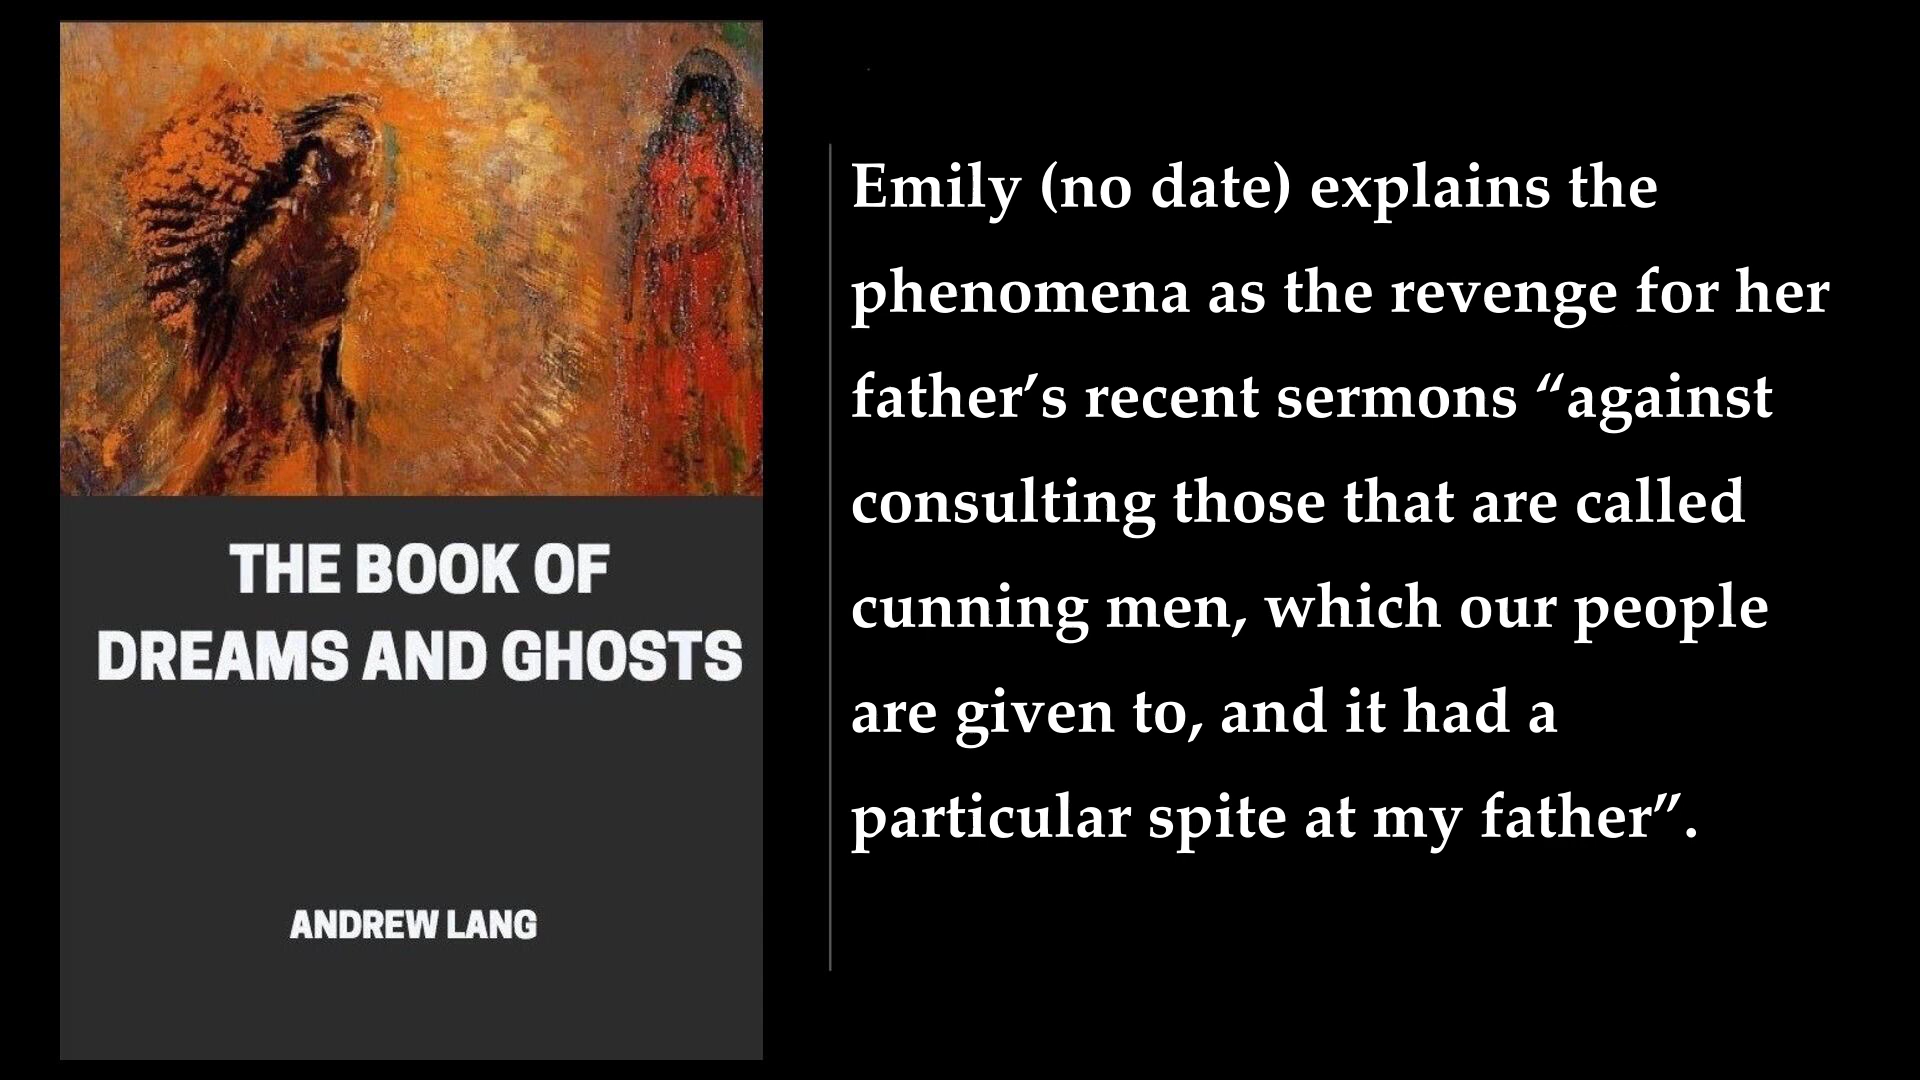 THE BOOK OF
DREAMS AND GHOSTS
ANDREW LANG
Emily (no date) explains the
phenomena as the revenge for her
father’s recent sermons “against
consulting those that are called
cunning men, which our people
are given to, and it had a
particular spite at my father”.